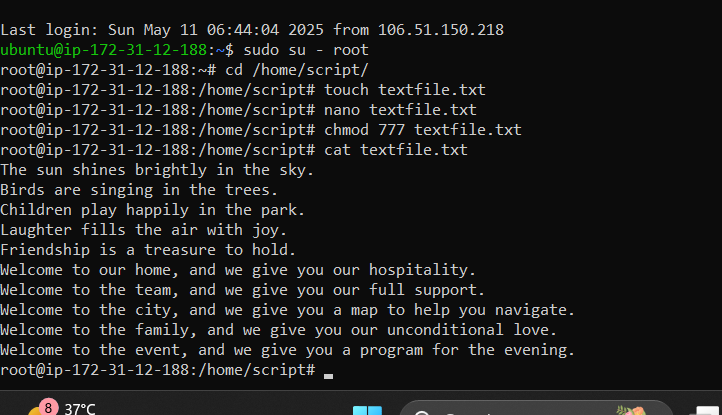 Last login: Sun May 11 06:44:04 2025 from 106.51.150.218
ubuntu@ip-172-31-12-188:~$ sudo su - root
root@ip-172-31-12-188:~# cd /home/script/
root@ip-172-31-12-188:/home/script# touch textfile.txt
root@ip-172-31-12-188:/home/script# nano textfile.txt
root@ip-172-31-12-188:/home/script# chmod 777 textfile.txt
root@ip-172-31-12-188:/home/script# cat textfile.txt
The sun shines brightly in the sky.
Birds are singing in the trees.
Children play happily in the park.
Laughter fills the air with joy.
Friendship is a treasure to hold.
Welcome to our home, and we give you our hospitality.
Welcome to the team, and we give you our full support.
Welcome to the city, and we give you a map to help you navigate.
Welcome to the family, and we give you our unconditional love.
Welcome to the event, and we give you a program for the evening.
root@ip-172-31-12-188:/home/script#
8 37°C